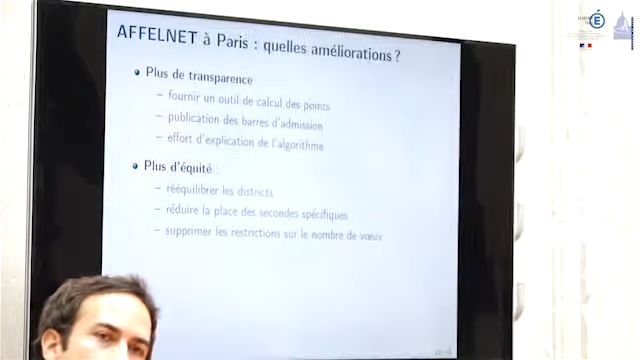 AFFELNET à Paris : quelles améliorations ?
Plus de transparence
– fournir un outil de calcul des points
– publication des barres d'admission
– effort d'explication de l'algorithme
Plus d'équité :
– rééquilibrer les districts
– réduire la place des secondes spécifiques
– supprimer les restrictions sur le nombre de vœux